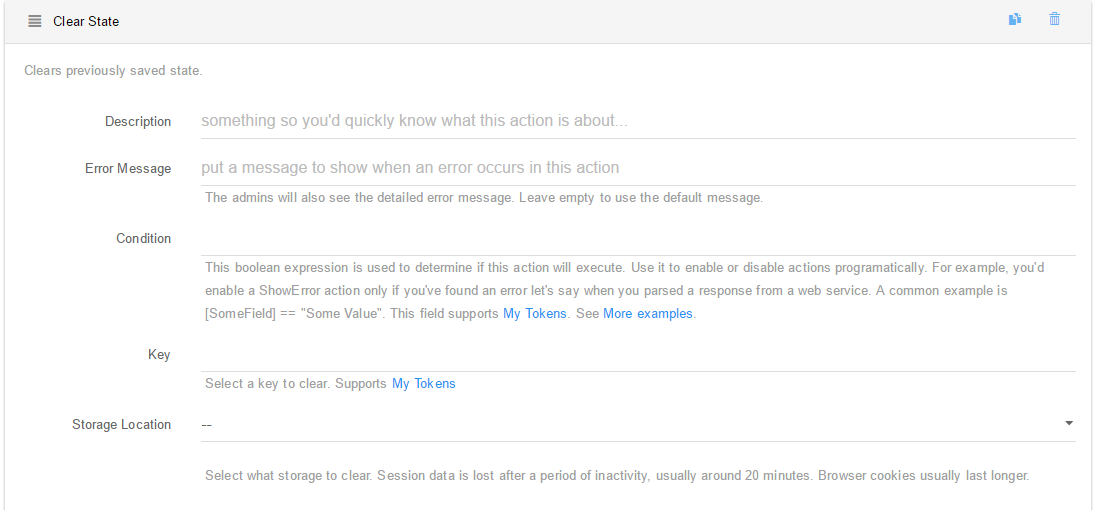 Clear State
Clears previously saved state.
Description
something so you'd quickly know what this action is about...
Error Message
put a message to show when an error occurs in this action
The admins will also see the detailed error message. Leave empty to use the default message.
Condition
This boolean expression is used to determine if this action will execute. Use it to enable or disable actions programatically. For example, you'd
enable a ShowError action only if you've found an error let's say when you parsed a response from a web service. A common example is
[SomeField] == "Some Value". This field supports My Tokens. See More examples.
Key
Select a key to clear. Supports My Tokens
Storage Location
--
Select what storage to clear. Session data is lost after a period of inactivity, usually around 20 minutes. Browser cookies usually last longer.